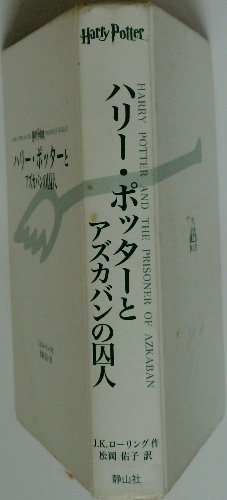 Harry Potter
ハリー・ポッターと
アズカバンの囚人
HARRY POTTER AND THE PRISONER OF AZKABAN
J.K.ローリング 作
松岡 佑子 訳
静山社
ハリー・ポッターと
アズカバンの囚人